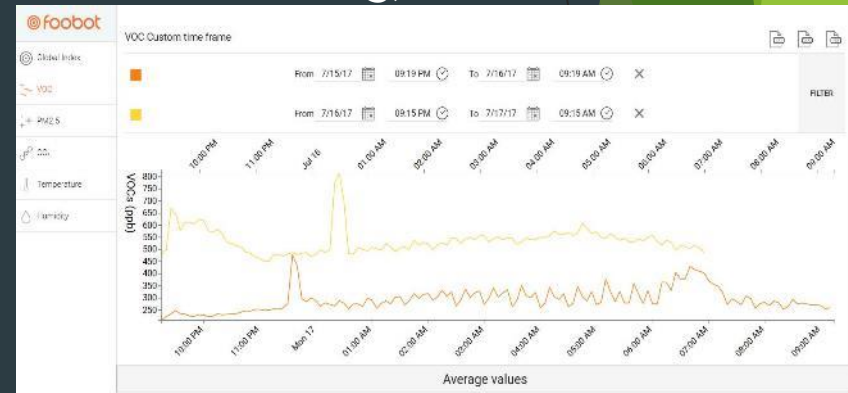 foobot
VOC Custom time frame
Global Index
VOC
PM2.5
Temperature
Humidity
From 7/15/17 09:19 PM To 7/16/17 09:19 AM
From 7/16/17 09:15 PM To 7/17/17 09:15 AM
FILTER
10:00 PM 11:00 PM Jul 16 01:00 AM 02:00 AM 03:00 AM 04:00 AM 05:00 AM 06:00 AM 07:00 AM 08:00 AM 09:00 AM
VOCs (ppb)
800
750
700
650
600
550
500
450
400
350
300
250
10:00 PM 11:00 PM Mon 17 01:00 AM 02:00 AM 03:00 AM 04:00 AM 05:00 AM 06:00 AM 07:00 AM 08:00 AM 09:00 AM
Average values